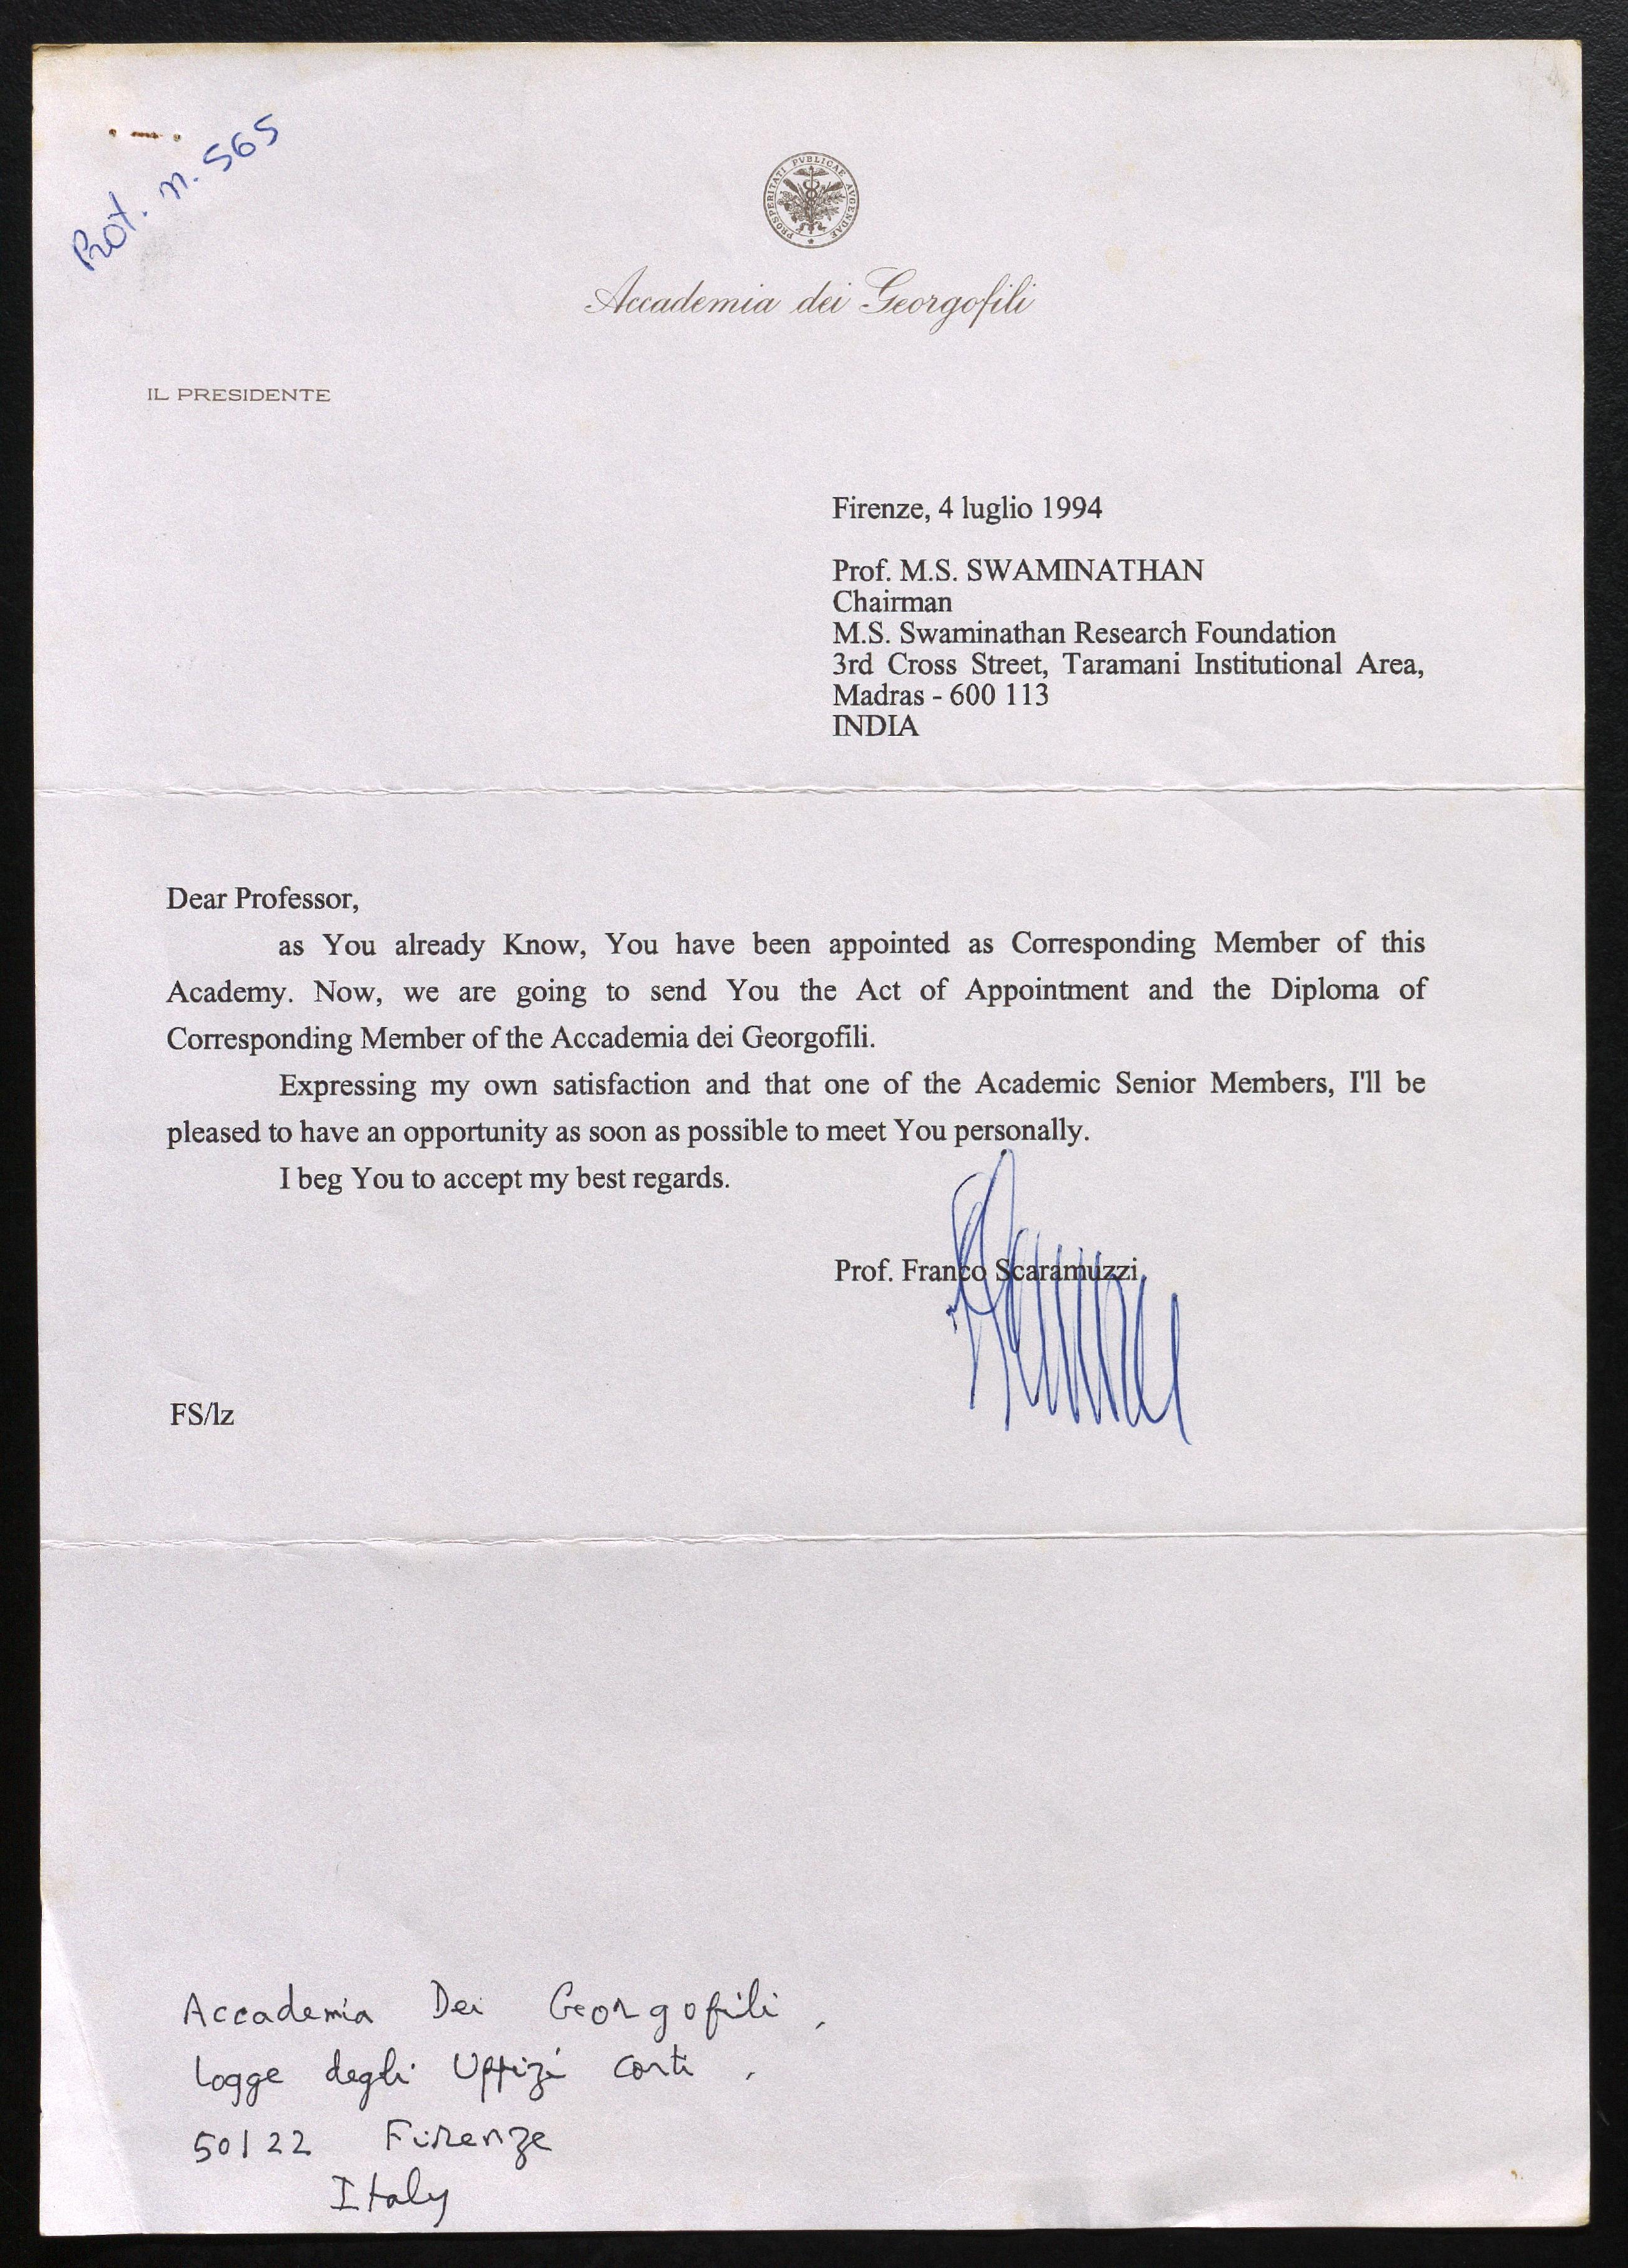 Prot. n. 565
PROSPERITATI PVBLICAE AVGENDAE
Accademia dei Georgofili
IL PRESIDENTE
Firenze, 4 luglio 1994
Prof. M.S. SWAMINATHAN
Chairman
M.S. Swaminathan Research Foundation
3rd Cross Street, Taramani Institutional Area,
Madras - 600 113
INDIA
Dear Professor,
as You already Know, You have been appointed as Corresponding Member of this
Academy. Now, we are going to send You the Act of Appointment and the Diploma of
Corresponding Member of the Accademia dei Georgofili.
Expressing my own satisfaction and that one of the Academic Senior Members, I'll be
pleased to have an opportunity as soon as possible to meet You personally.
I beg You to accept my best regards.
Prof. Franco Scaramuzzi
FS/lz
Accademia Dei Georgofili,
Logge degli Uffizi Corti,
50122 Firenze
Italy